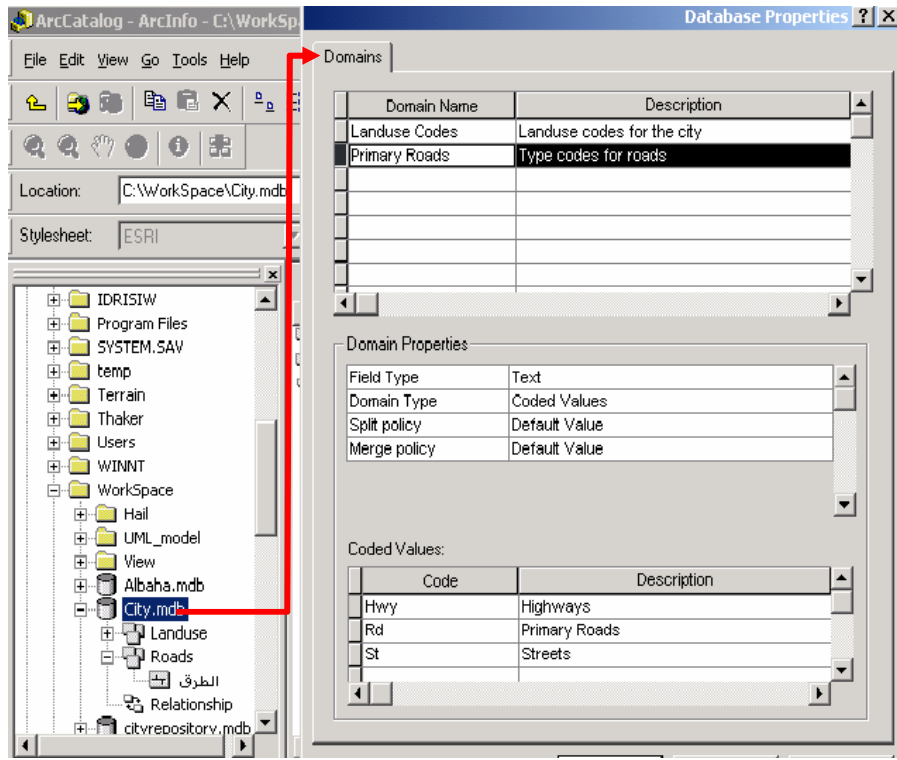 ArcCatalog - ArcInfo - C:\WorkSp
File Edit View Go Tools Help
Location: C:\WorkSpace\City.mdb
Stylesheet: ESRI
IDRISIW
Program Files
SYSTEM.SAV
temp
Terrain
Thaker
Users
WINNT
WorkSpace
Hail
UML_model
View
Albaha.mdb
City.mdb
Landuse
Roads
الطرق
Relationship
cityrepository.mdb
Database Properties
Domains
Domain Name Description
Landuse Codes Landuse codes for the city
Primary Roads Type codes for roads
Domain Properties
Field Type Text
Domain Type Coded Values
Split policy Default Value
Merge policy Default Value
Coded Values:
Code Description
Hwy Highways
Rd Primary Roads
St Streets